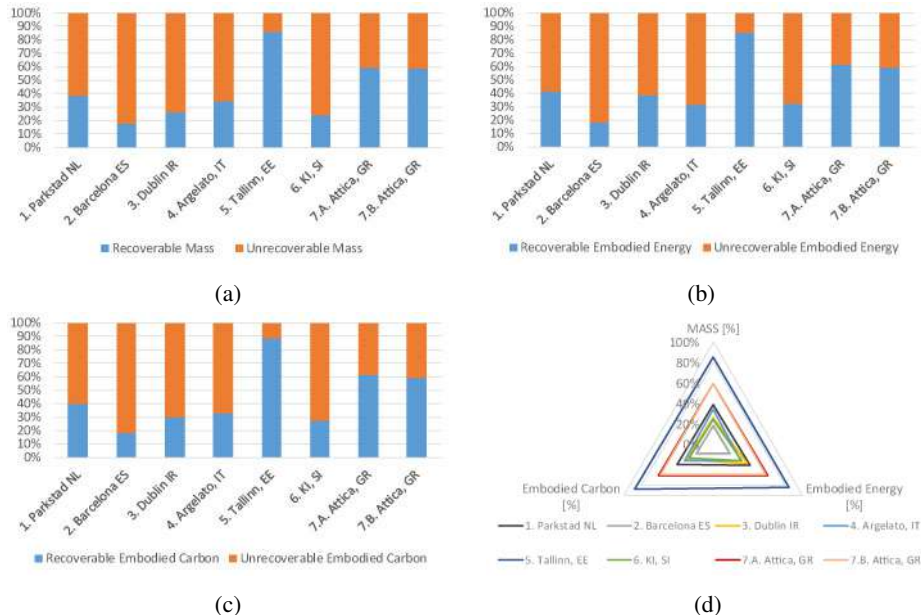 100%
90%
80%
70%
60%
50%
40%
30%
20%
10%
0%
1. Parkstad NL
2. Barcelona ES
3. Dublin IR
4. Argelato, IT
5. Tallinn, EE
6. KI, SI
7.A. Attica, GR
7.B. Attica, GR
Recoverable Mass Unrecoverable Mass
(a)
100%
90%
80%
70%
60%
50%
40%
30%
20%
10%
0%
1. Parkstad NL
2. Barcelona ES
3. Dublin IR
4. Argelato, IT
5. Tallinn, EE
6. KI, SI
7.A. Attica, GR
7.B. Attica, GR
Recoverable Embodied Energy Unrecoverable Embodied Energy
(b)
100%
90%
80%
70%
60%
50%
40%
30%
20%
10%
0%
1. Parkstad NL
2. Barcelona ES
3. Dublin IR
4. Argelato, IT
5. Tallinn, EE
6. KI, SI
7.A. Attica, GR
7.B. Attica, GR
Recoverable Embodied Carbon Unrecoverable Embodied Carbon
(c)
MASS [%]
100%
80%
60%
40%
20%
0%
Embodied Carbon
[%]
Embodied Energy
[%]
1. Parkstad NL 2. Barcelona ES 3. Dublin IR 4. Argelato, IT
5. Tallinn, EE 6. KI, SI 7.A. Attica, GR 7.B. Attica, GR
(d)